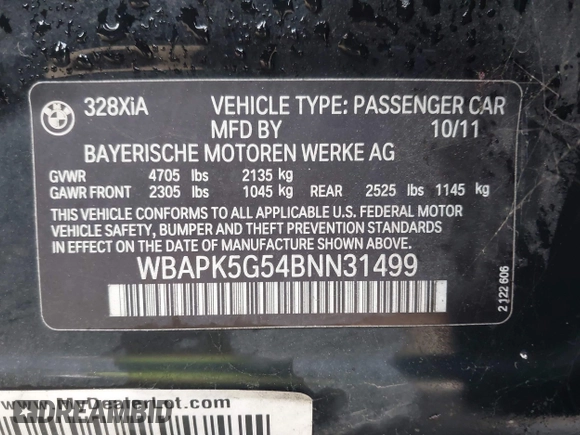 328XiA VEHICLE TYPE: PASSENGER CAR
MFD BY 10/11
BAYERISCHE MOTOREN WERKE AG
GVWR 4705 lbs 2135 kg
GAWR FRONT 2305 lbs 1045 kg REAR 2525 lbs 1145 kg
THIS VEHICLE CONFORMS TO ALL APPLICABLE U.S. FEDERAL MOTOR
VEHICLE SAFETY, BUMPER AND THEFT PREVENTION STANDARDS
IN EFFECT ON THE DATE OF MANUFACTURE SHOWN ABOVE.
WBAPK5G54BNN31499
2 122 606
www.MyDealerLot.com
DREAMBID